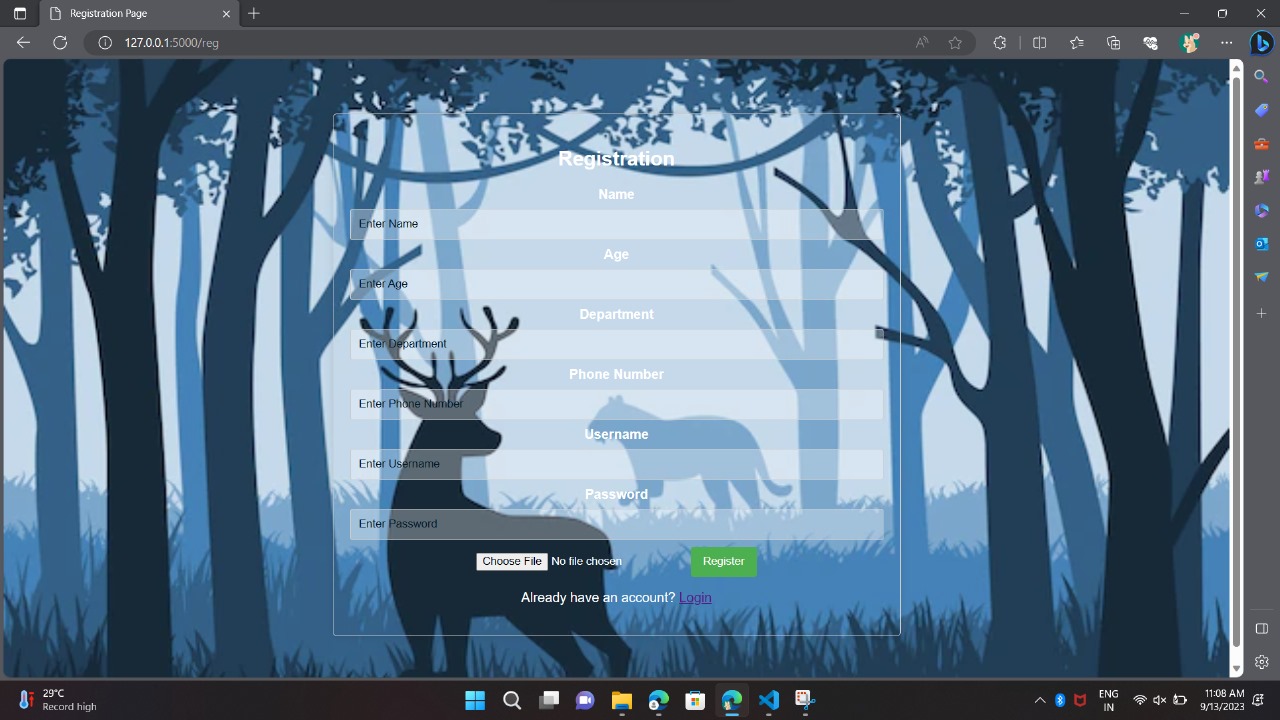 Registration Page
127.0.0.1:5000/reg
Registration
Name
Enter Name
Age
Enter Age
Department
Enter Department
Phone Number
Enter Phone Number
Username
Enter Username
Password
Enter Password
Choose File No file chosen Register
Already have an account? Login
29°C
Record high
ENG
IN
11:08 AM
9/13/2023